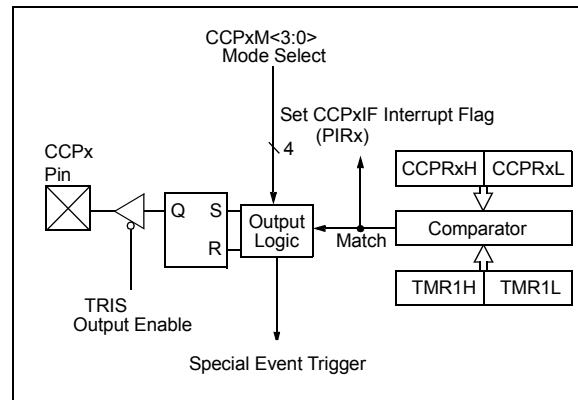 CCPxM<3:0>
Mode Select
Set CCPxIF Interrupt Flag
(PIRx)
4
CCPx
Pin
CCPRxH CCPRxL
Q S
Output
Logic
R
Match
Comparator
TRIS
Output Enable
TMR1H TMR1L
Special Event Trigger